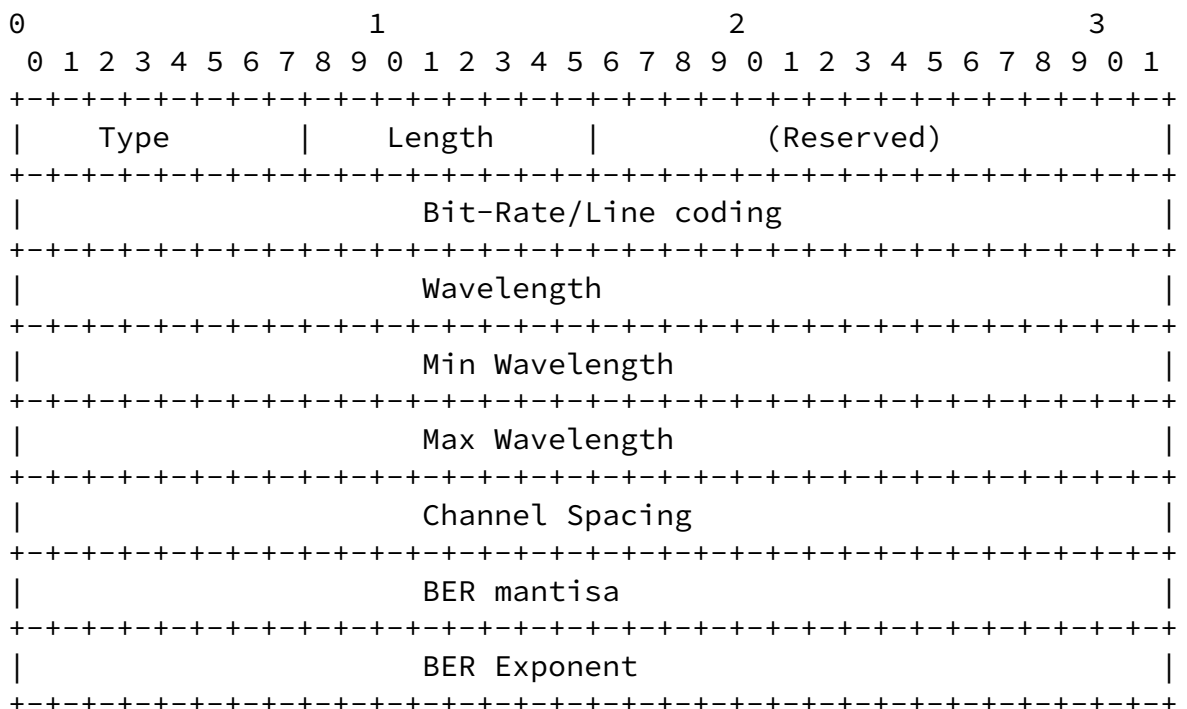 0                   1                   2                   3
 0 1 2 3 4 5 6 7 8 9 0 1 2 3 4 5 6 7 8 9 0 1 2 3 4 5 6 7 8 9 0 1
+-+-+-+-+-+-+-+-+-+-+-+-+-+-+-+-+-+-+-+-+-+-+-+-+-+-+-+-+-+-+-+-+
|    Type       |    Length     |         (Reserved)            |
+-+-+-+-+-+-+-+-+-+-+-+-+-+-+-+-+-+-+-+-+-+-+-+-+-+-+-+-+-+-+-+-+
|                      Bit-Rate/Line coding                     |
+-+-+-+-+-+-+-+-+-+-+-+-+-+-+-+-+-+-+-+-+-+-+-+-+-+-+-+-+-+-+-+-+
|                      Wavelength                               |
+-+-+-+-+-+-+-+-+-+-+-+-+-+-+-+-+-+-+-+-+-+-+-+-+-+-+-+-+-+-+-+-+
|                      Min Wavelength                           |
+-+-+-+-+-+-+-+-+-+-+-+-+-+-+-+-+-+-+-+-+-+-+-+-+-+-+-+-+-+-+-+-+
|                      Max Wavelength                           |
+-+-+-+-+-+-+-+-+-+-+-+-+-+-+-+-+-+-+-+-+-+-+-+-+-+-+-+-+-+-+-+-+
|                      Channel Spacing                          |
+-+-+-+-+-+-+-+-+-+-+-+-+-+-+-+-+-+-+-+-+-+-+-+-+-+-+-+-+-+-+-+-+
|                      BER mantisa                              |
+-+-+-+-+-+-+-+-+-+-+-+-+-+-+-+-+-+-+-+-+-+-+-+-+-+-+-+-+-+-+-+-+
|                      BER Exponent                             |
+-+-+-+-+-+-+-+-+-+-+-+-+-+-+-+-+-+-+-+-+-+-+-+-+-+-+-+-+-+-+-+-+